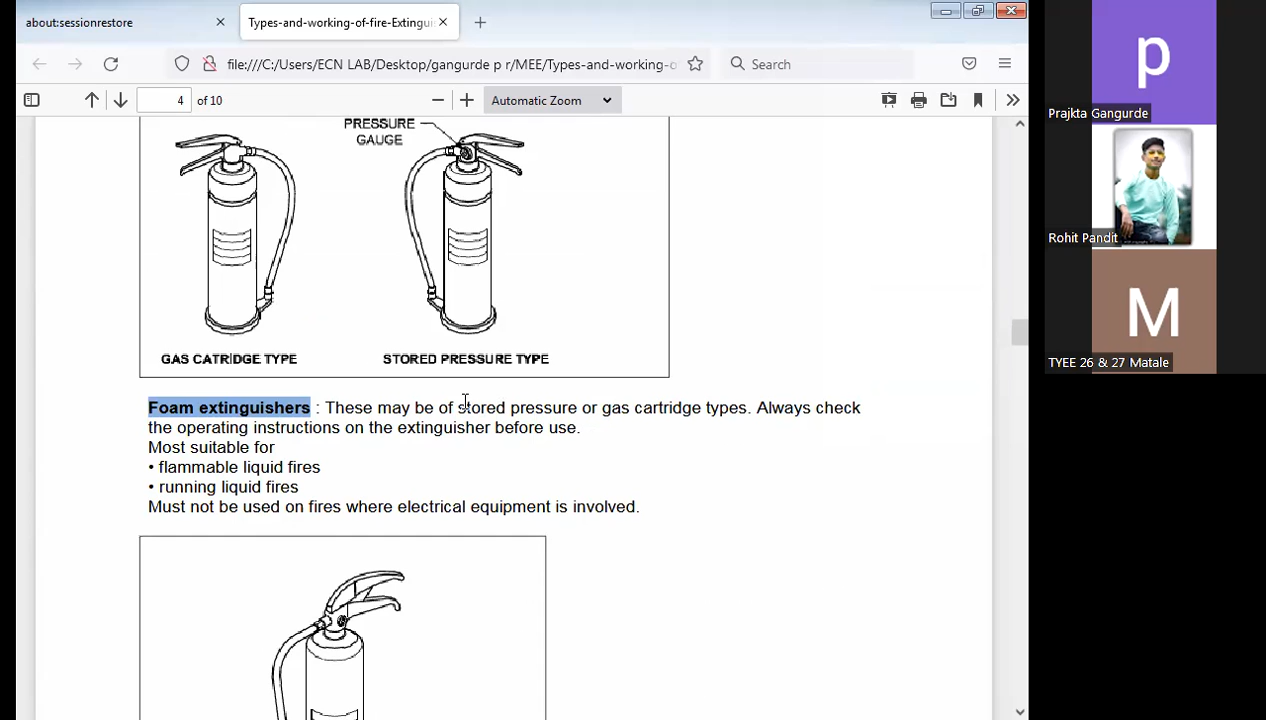 about:sessionrestore
Types-and-working-of-fire-Extingui
file:///C:/Users/ECN LAB/Desktop/gangurde p r/MEE/Types-and-working-o
Search
4 of 10
Automatic Zoom
PRESSURE
GAUGE
GAS CATRIDGE TYPE
STORED PRESSURE TYPE
Foam extinguishers : These may be of stored pressure or gas cartridge types. Always check
the operating instructions on the extinguisher before use.
Most suitable for
• flammable liquid fires
• running liquid fires
Must not be used on fires where electrical equipment is involved.
p
Prajkta Gangurde
Rohit Pandit
M
TYEE 26 & 27 Matale